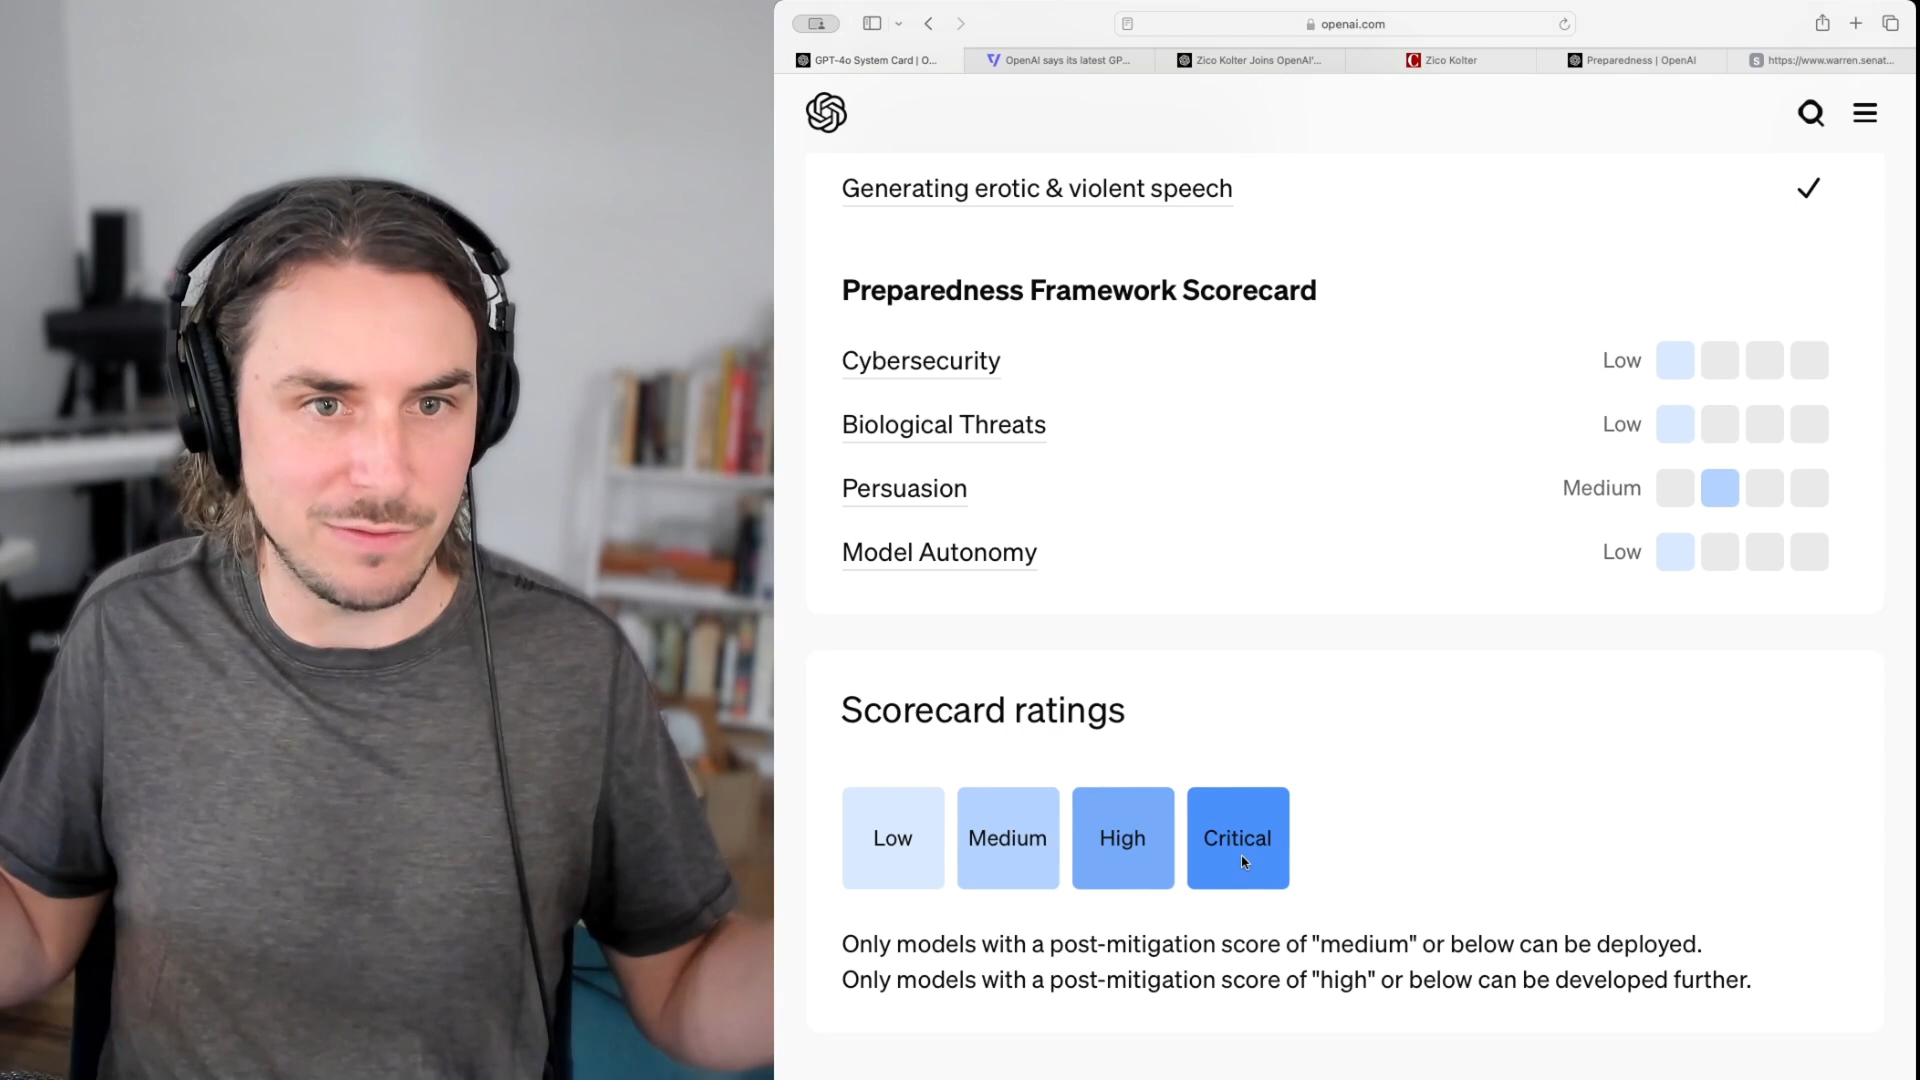 openai.com
GPT-4o System Card | O...
OpenAI says its latest GP...
Zico Kolter Joins OpenAI'...
Zico Kolter
Preparedness | OpenAI
https://www.warren.senat...
Generating erotic & violent speech
Preparedness Framework Scorecard
Cybersecurity Low
Biological Threats Low
Persuasion Medium
Model Autonomy Low
Scorecard ratings
Low Medium High Critical
Only models with a post-mitigation score of "medium" or below can be deployed.
Only models with a post-mitigation score of "high" or below can be developed further.